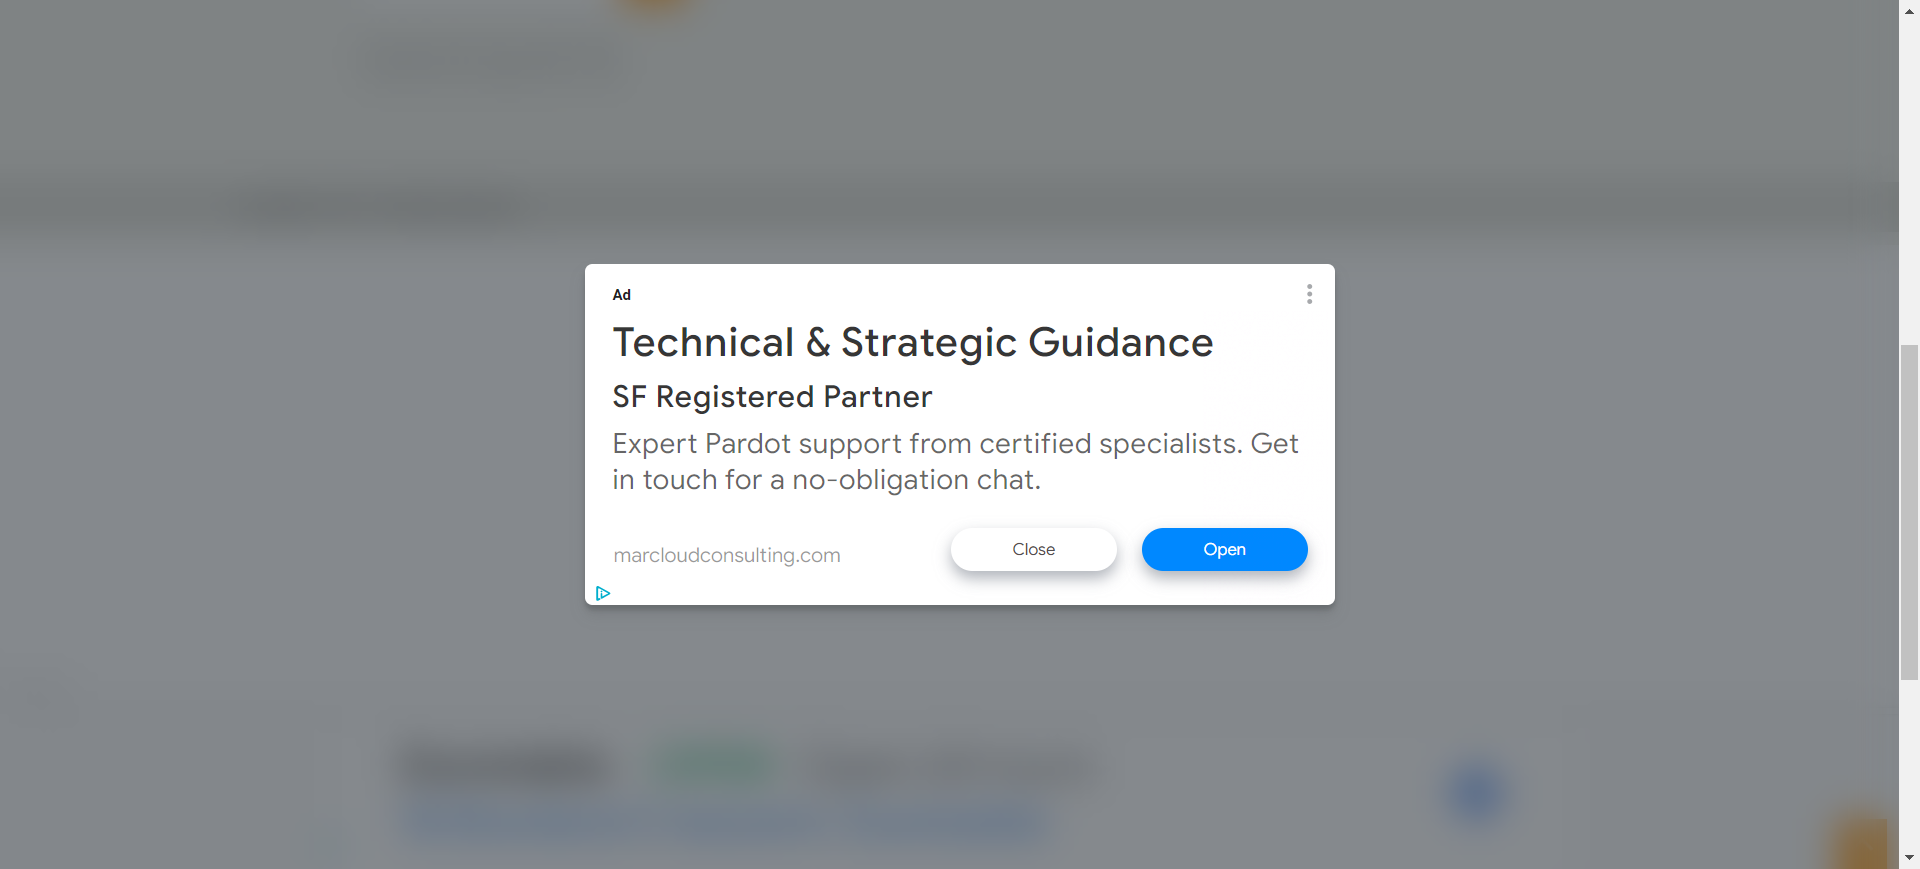 Ad
Technical & Strategic Guidance
SF Registered Partner
Expert Pardot support from certified specialists. Get
in touch for a no-obligation chat.
marcloudconsulting.com
Close
Open